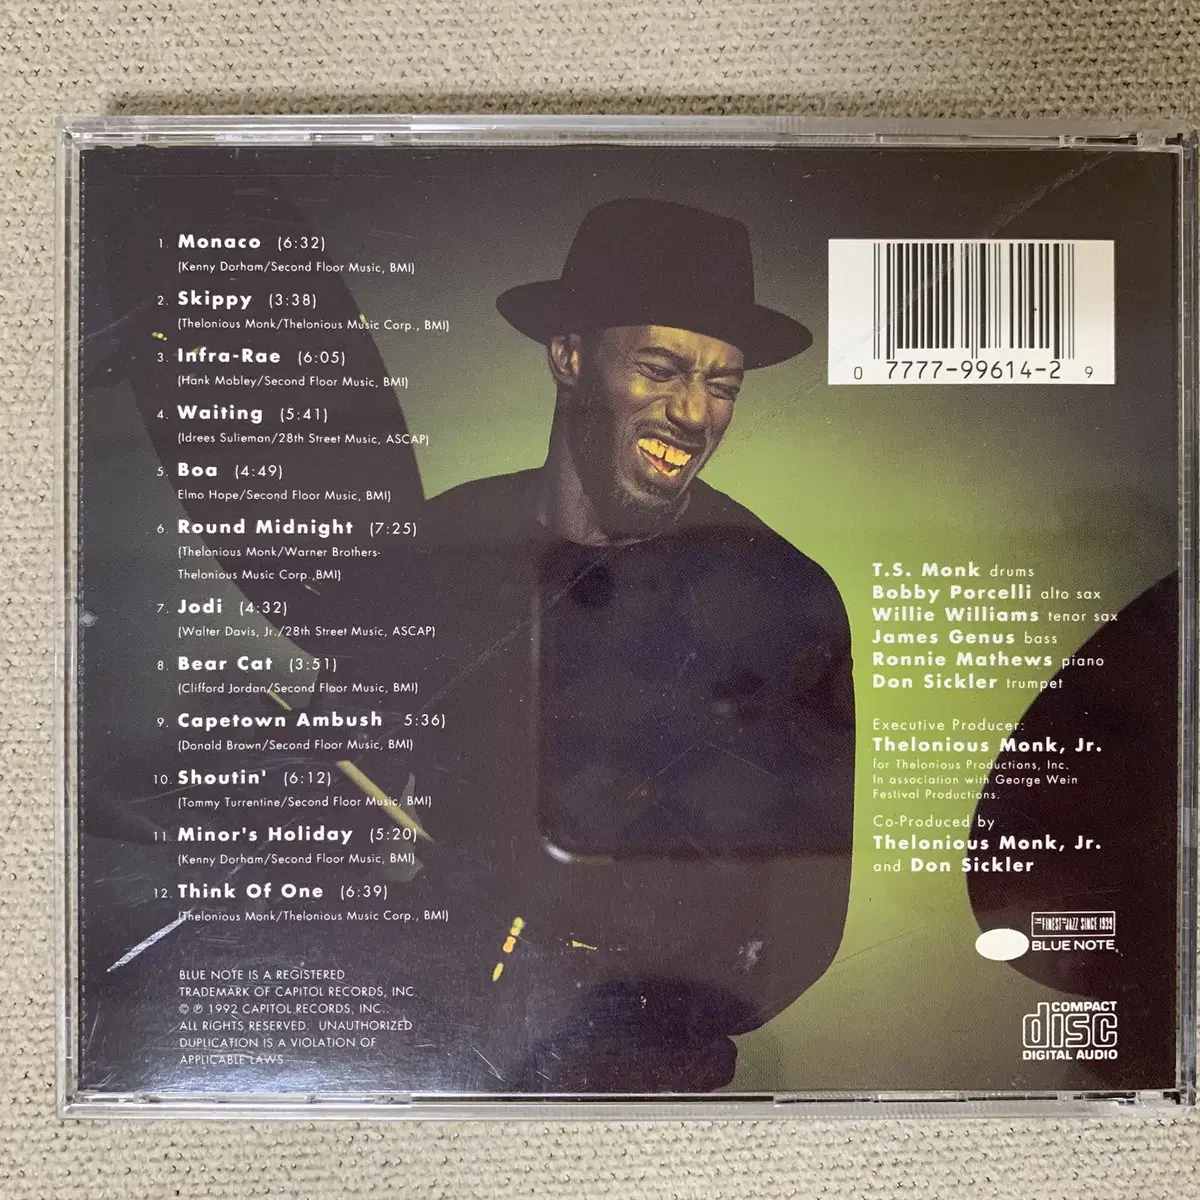 1. Monaco (6:32)
(Kenny Dorham/Second Floor Music, BMI)
2. Skippy (3:38)
(Thelonious Monk/Thelonious Music Corp., BMI)
3. Infra-Rae (6:05)
(Hank Mobley/Second Floor Music, BMI)
4. Waiting (5:41)
(Idrees Sulieman/28th Street Music, ASCAP)
5. Boa (4:49)
Elmo Hope/Second Floor Music, BMI)
6. Round Midnight (7:25)
(Thelonious Monk/Warner Brothers-
Thelonious Music Corp.,BMI)
7. Jodi (4:32)
(Walter Davis, Jr./28th Street Music, ASCAP)
8. Bear Cat (3:51)
(Clifford Jordan/Second Floor Music, BMI)
9. Capetown Ambush 5:36)
(Donald Brown/Second Floor Music, BMI)
10. Shoutin' (6:12)
(Tommy Turrentine/Second Floor Music, BMI)
11. Minor's Holiday (5:20)
(Kenny Dorham/Second Floor Music, BMI)
12. Think Of One (6:39)
(Thelonious Monk/Thelonious Music Corp., BMI)
BLUE NOTE IS A REGISTERED
TRADEMARK OF CAPITOL RECORDS, INC.
© ℗ 1992 CAPITOL RECORDS, INC.
ALL RIGHTS RESERVED. UNAUTHORIZED
DUPLICATION IS A VIOLATION OF
APPLICABLE LAWS
0 7777-99614-2 9
T.S. Monk drums
Bobby Porcelli alto sax
Willie Williams tenor sax
James Genus bass
Ronnie Mathews piano
Don Sickler trumpet
Executive Producer:
Thelonious Monk, Jr.
for Thelonious Productions, Inc.
In association with George Wein
Festival Productions.
Co-Produced by
Thelonious Monk, Jr.
and Don Sickler
THE FINEST IN JAZZ SINCE 1939
BLUE NOTE®
COMPACT
disc
DIGITAL AUDIO